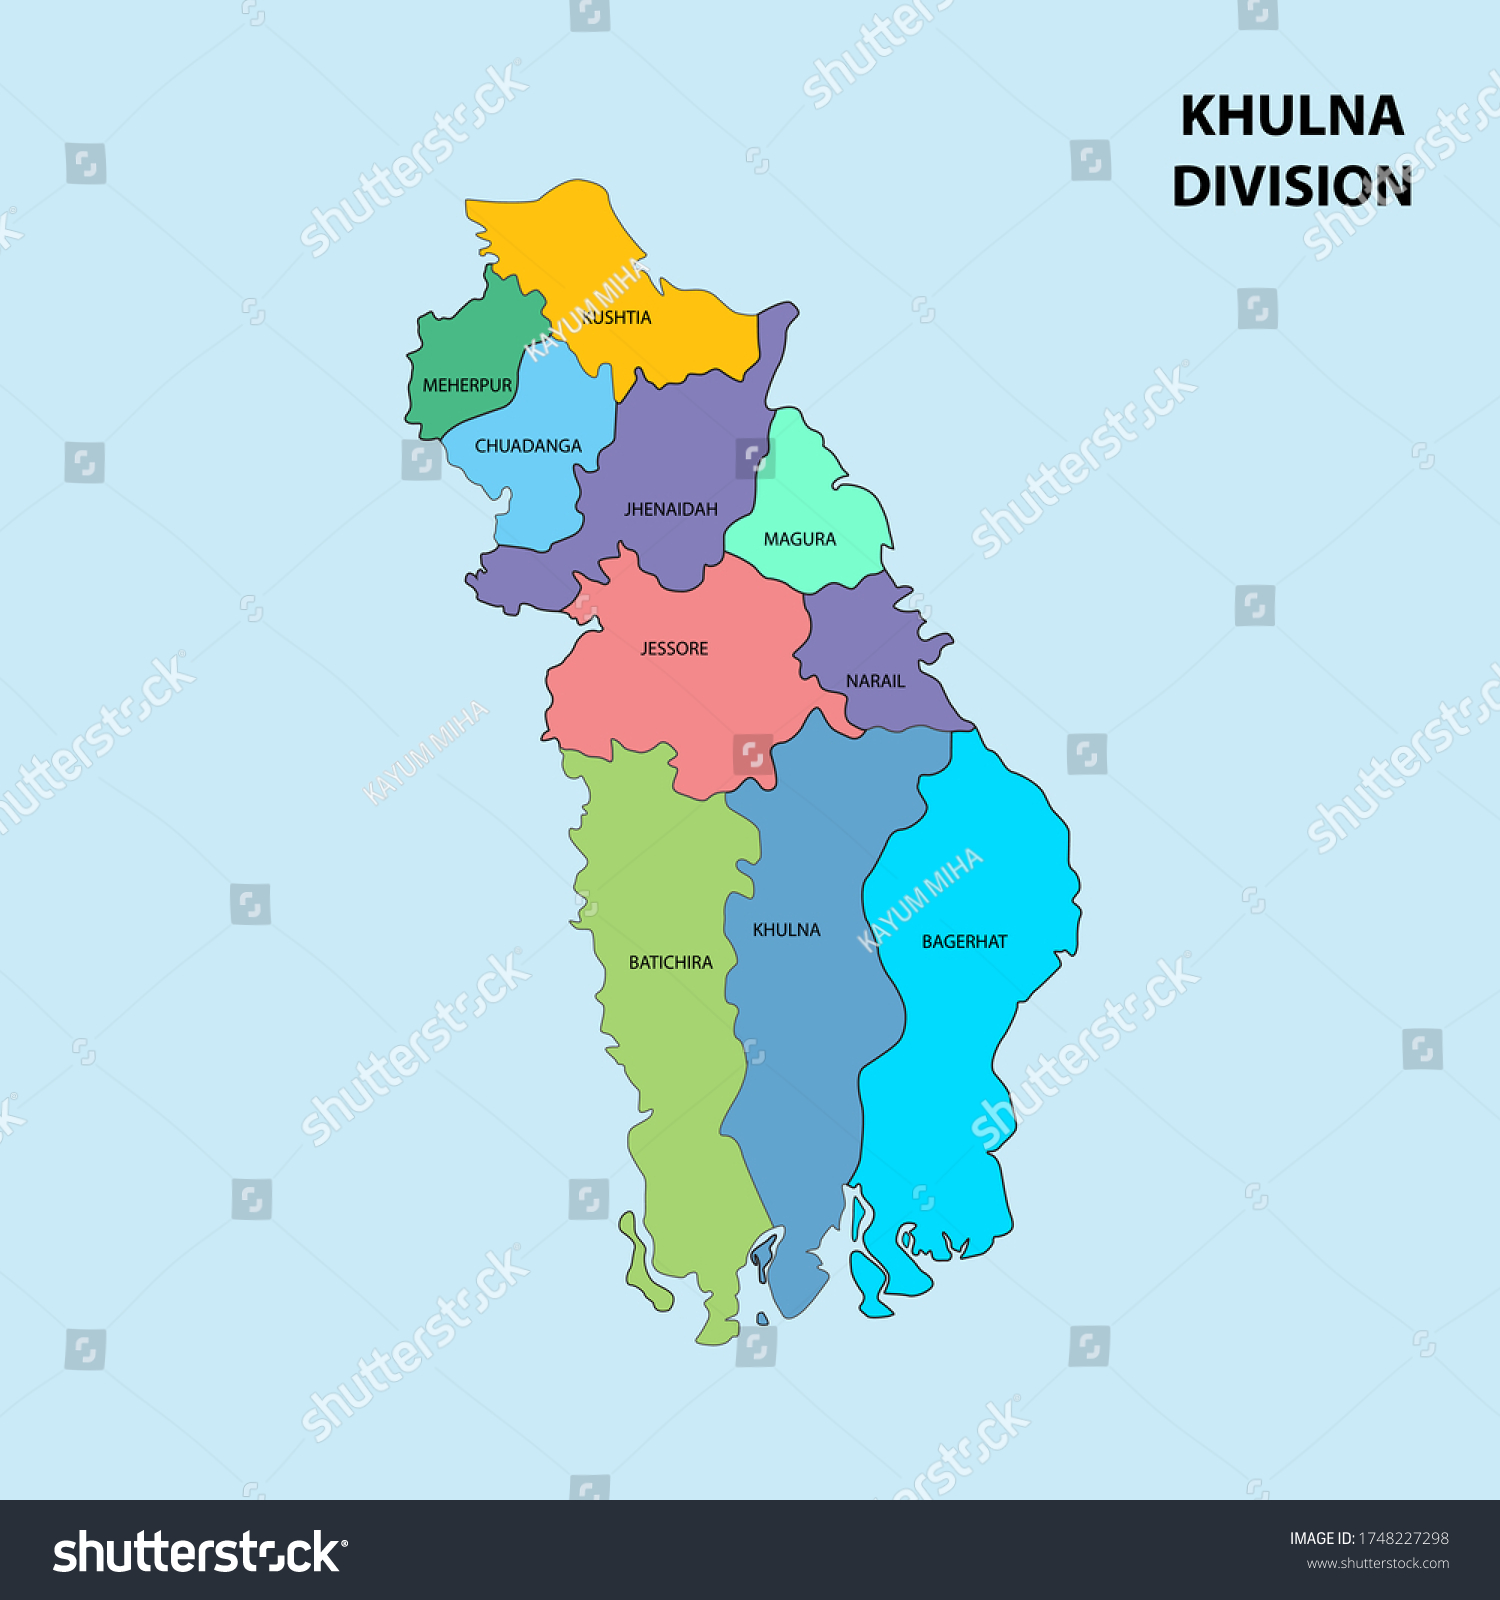 KHULNA
DIVISION
KUSHTIA
MEHERPUR
CHUADANGA
JHENAIDAH
MAGURA
JESSORE
NARAIL
KHULNA
BAGERHAT
BATICHIRA
KAYUM MIHA
KAYUM MIHA
KAYUM MIHA
shutterstock
shutterstock
shutterstock
shutterstock
shutterstock
shutterstock
shutterstock
shutterstock
shutterstock
shutterstock
IMAGE ID: 1748227298
www.shutterstock.com